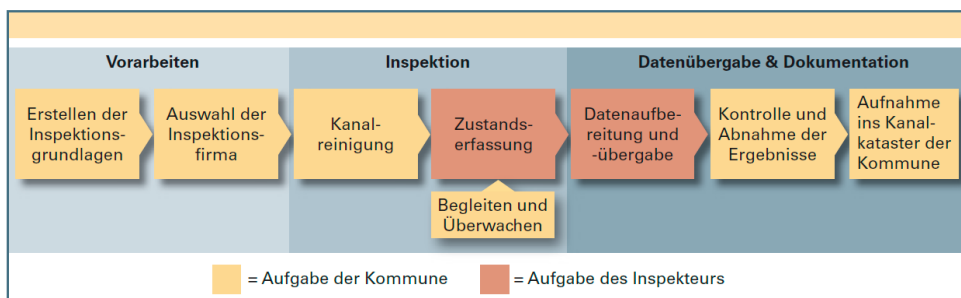 Vorarbeiten
Erstellen der
Inspektions-
grundlagen
Auswahl der
Inspektions-
firma
Inspektion
Kanal-
reinigung
Zustands-
erfassung
Begleiten und
Überwachen
Datenübergabe & Dokumentation
Datenaufbe-
reitung und
-übergabe
Kontrolle und
Abnahme der
Ergebnisse
Aufnahme
ins Kanal-
kataster der
Kommune
= Aufgabe der Kommune
= Aufgabe des Inspekteurs